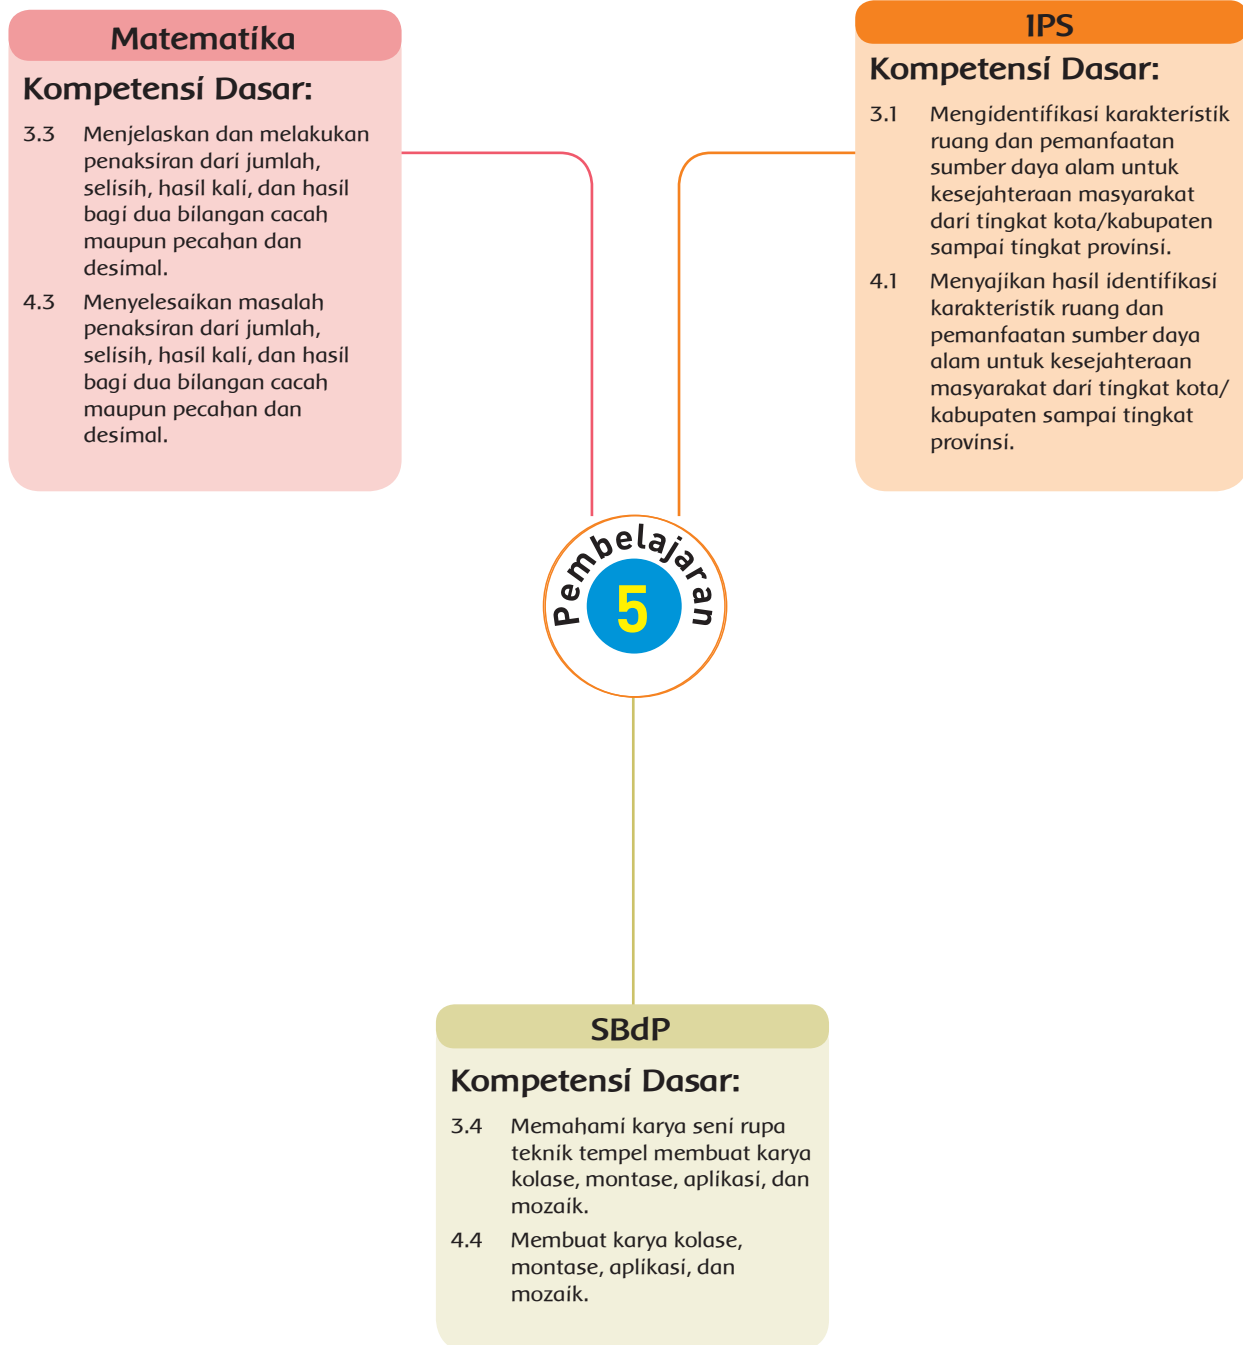 Matematika
Kompetensi Dasar:
3.3 Menjelaskan dan melakukan
penaksiran dari jumlah,
selisih, hasil kali, dan hasil
bagi dua bilangan cacah
maupun pecahan dan
desimal.
4.3 Menyelesaikan masalah
penaksiran dari jumlah,
selisih, hasil kali, dan hasil
bagi dua bilangan cacah
maupun pecahan dan
desimal.
IPS
Kompetensi Dasar:
3.1 Mengidentifikasi karakteristik
ruang dan pemanfaatan
sumber daya alam untuk
kesejahteraan masyarakat
dari tingkat kota/kabupaten
sampai tingkat provinsi.
4.1 Menyajikan hasil identifikasi
karakteristik ruang dan
pemanfaatan sumber daya
alam untuk kesejahteraan
masyarakat dari tingkat kota/
kabupaten sampai tingkat
provinsi.
Pembelajaran
5
SBdP
Kompetensi Dasar:
3.4 Memahami karya seni rupa
teknik tempel membuat karya
kolase, montase, aplikasi, dan
mozaik.
4.4 Membuat karya kolase,
montase, aplikasi, dan
mozaik.